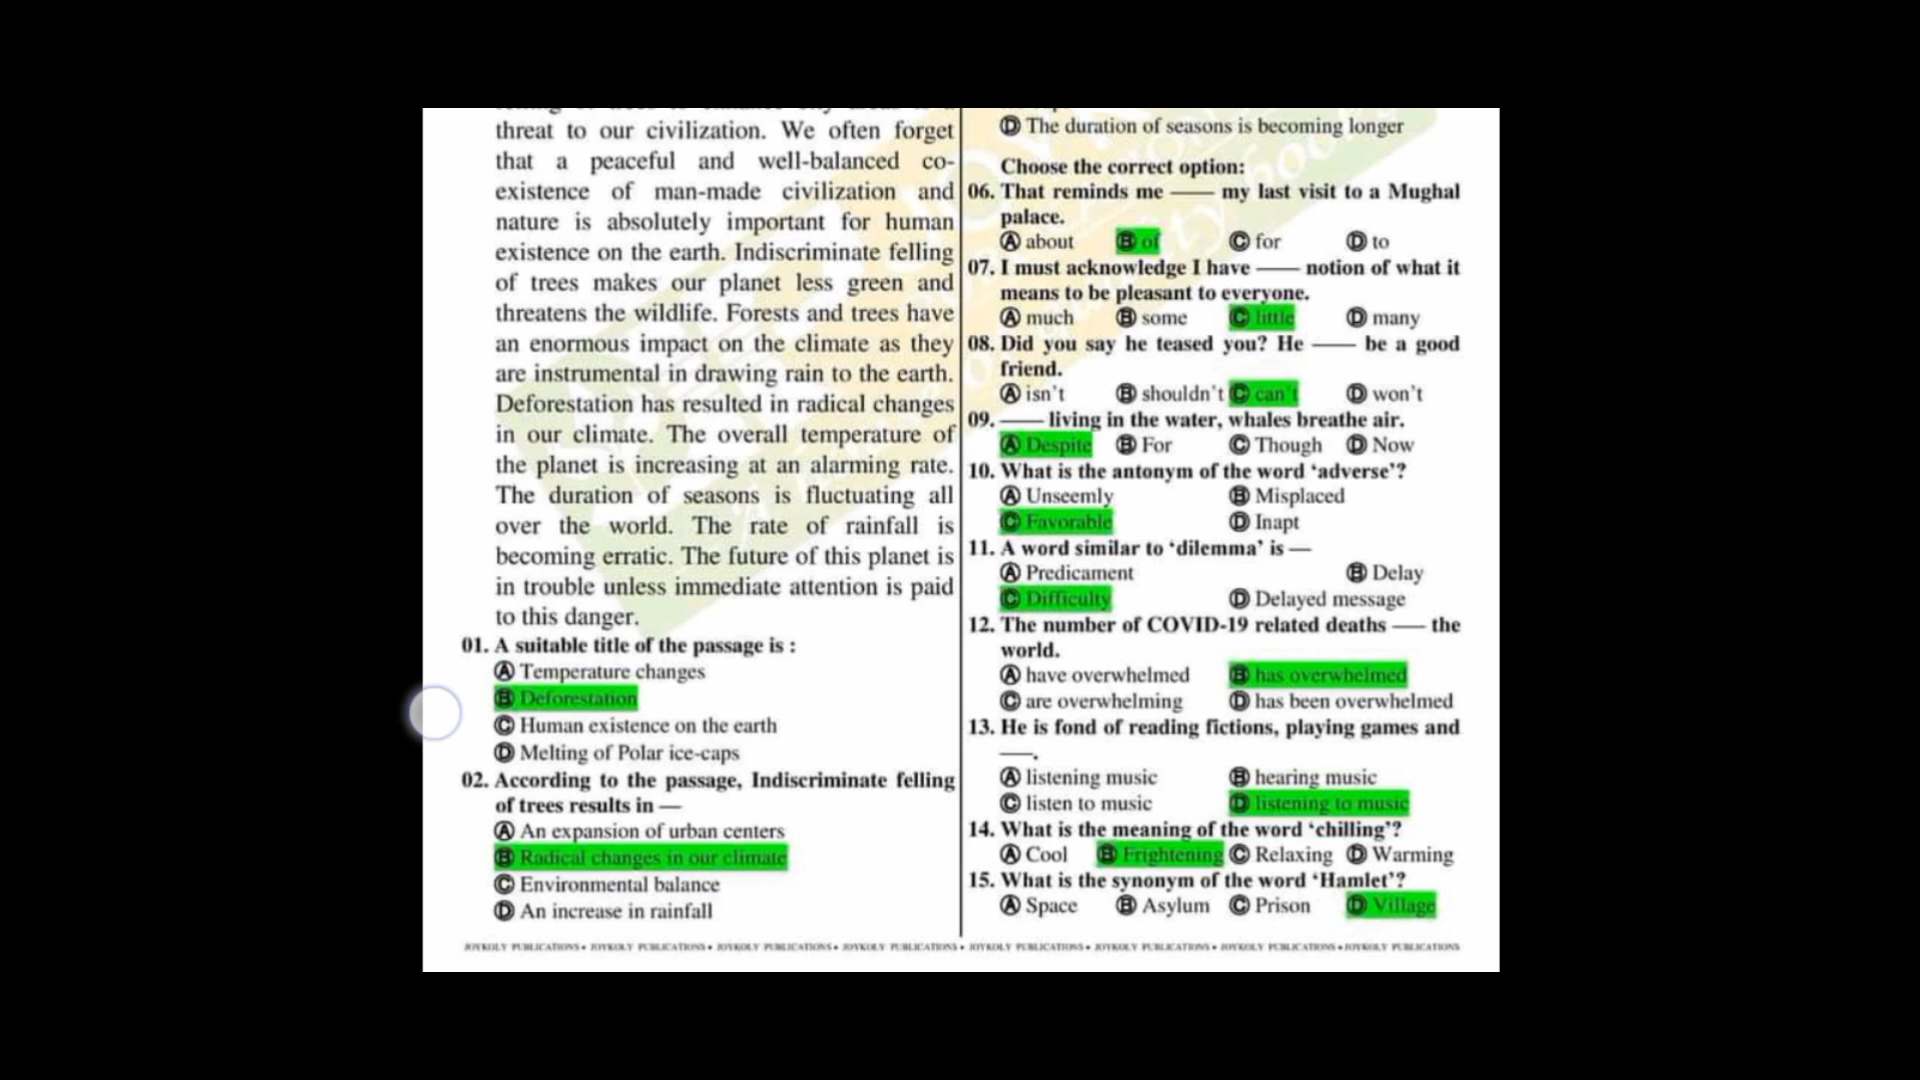 threat to our civilization. We often forget
that a peaceful and well-balanced co-
existence of man-made civilization and
nature is absolutely important for human
existence on the earth. Indiscriminate felling
of trees makes our planet less green and
threatens the wildlife. Forests and trees have
an enormous impact on the climate as they
are instrumental in drawing rain to the earth.
Deforestation has resulted in radical changes
in our climate. The overall temperature of
the planet is increasing at an alarming rate.
The duration of seasons is fluctuating all
over the world. The rate of rainfall is
becoming erratic. The future of this planet is
in trouble unless immediate attention is paid
to this danger.
01. A suitable title of the passage is :
Ⓐ Temperature changes
Ⓑ Deforestation
Ⓒ Human existence on the earth
Ⓓ Melting of Polar ice-caps
02. According to the passage, Indiscriminate felling
of trees results in —
Ⓐ An expansion of urban centers
Ⓑ Radical changes in our climate
Ⓒ Environmental balance
Ⓓ An increase in rainfall
Ⓓ The duration of seasons is becoming longer
Choose the correct option:
06. That reminds me —— my last visit to a Mughal
palace.
Ⓐ about Ⓑ of Ⓒ for Ⓓ to
07. I must acknowledge I have —— notion of what it
means to be pleasant to everyone.
Ⓐ much Ⓑ some Ⓒ little Ⓓ many
08. Did you say he teased you? He —— be a good
friend.
Ⓐ isn't Ⓑ shouldn't Ⓒ can't Ⓓ won't
09. —— living in the water, whales breathe air.
Ⓐ Despite Ⓑ For Ⓒ Though Ⓓ Now
10. What is the antonym of the word 'adverse'?
Ⓐ Unseemly Ⓑ Misplaced
Ⓒ Favorable Ⓓ Inapt
11. A word similar to 'dilemma' is —
Ⓐ Predicament Ⓑ Delay
Ⓒ Difficulty Ⓓ Delayed message
12. The number of COVID-19 related deaths —— the
world.
Ⓐ have overwhelmed Ⓑ has overwhelmed
Ⓒ are overwhelming Ⓓ has been overwhelmed
13. He is fond of reading fictions, playing games and
——.
Ⓐ listening music Ⓑ hearing music
Ⓒ listen to music Ⓓ listening to music
14. What is the meaning of the word 'chilling'?
Ⓐ Cool Ⓑ Frightening Ⓒ Relaxing Ⓓ Warming
15. What is the synonym of the word 'Hamlet'?
Ⓐ Space Ⓑ Asylum Ⓒ Prison Ⓓ Village
JOYKOLY PUBLICATIONS • JOYKOLY PUBLICATIONS • JOYKOLY PUBLICATIONS • JOYKOLY PUBLICATIONS • JOYKOLY PUBLICATIONS • JOYKOLY PUBLICATIONS • JOYKOLY PUBLICATIONS • JOYKOLY PUBLICATIONS